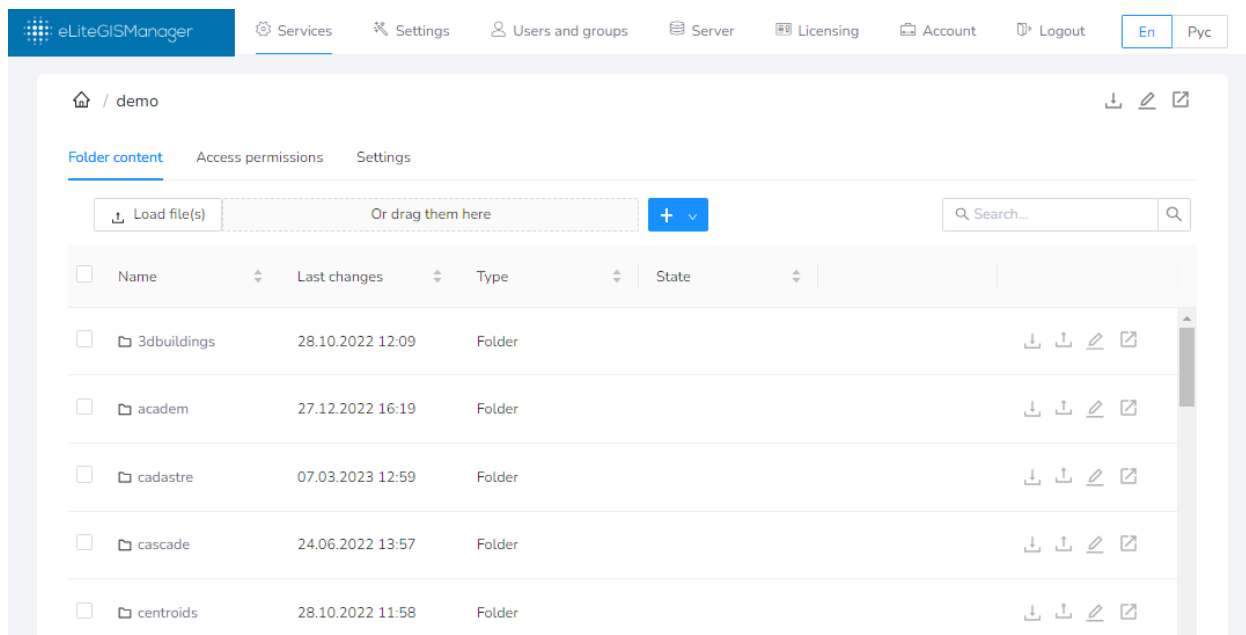 eLiteGISManager Services Settings Users and groups Server Licensing Account Logout En Рус
/ demo
Folder content Access permissions Settings
Load file(s) Or drag them here + Search...
Name Last changes Type State
3dbuildings 28.10.2022 12:09 Folder
academ 27.12.2022 16:19 Folder
cadastre 07.03.2023 12:59 Folder
cascade 24.06.2022 13:57 Folder
centroids 28.10.2022 11:58 Folder